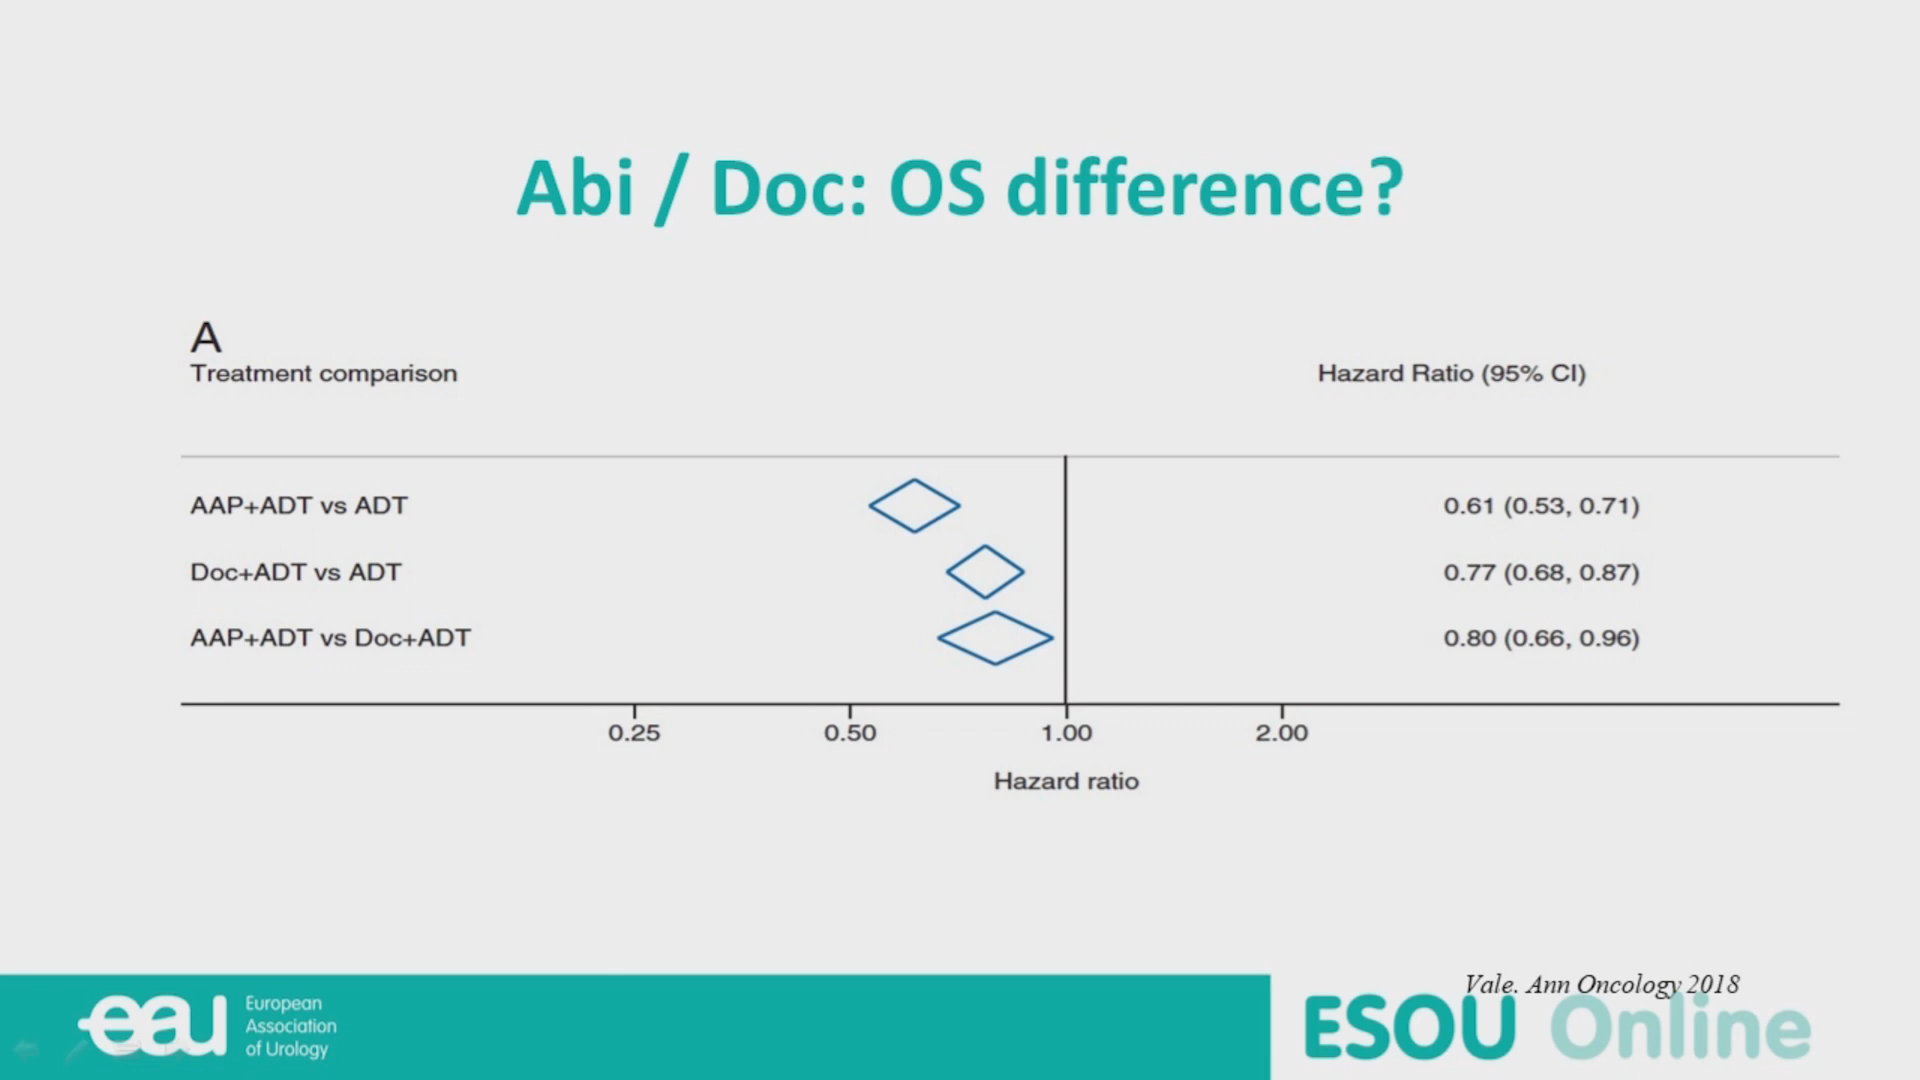 Abi / Doc: OS difference?
A
Treatment comparison Hazard Ratio (95% CI)
AAP+ADT vs ADT 0.61 (0.53, 0.71)
Doc+ADT vs ADT 0.77 (0.68, 0.87)
AAP+ADT vs Doc+ADT 0.80 (0.66, 0.96)
0.25 0.50 1.00 2.00
Hazard ratio
Vale. Ann Oncology 2018
eau
European
Association
of Urology
ESOU Online